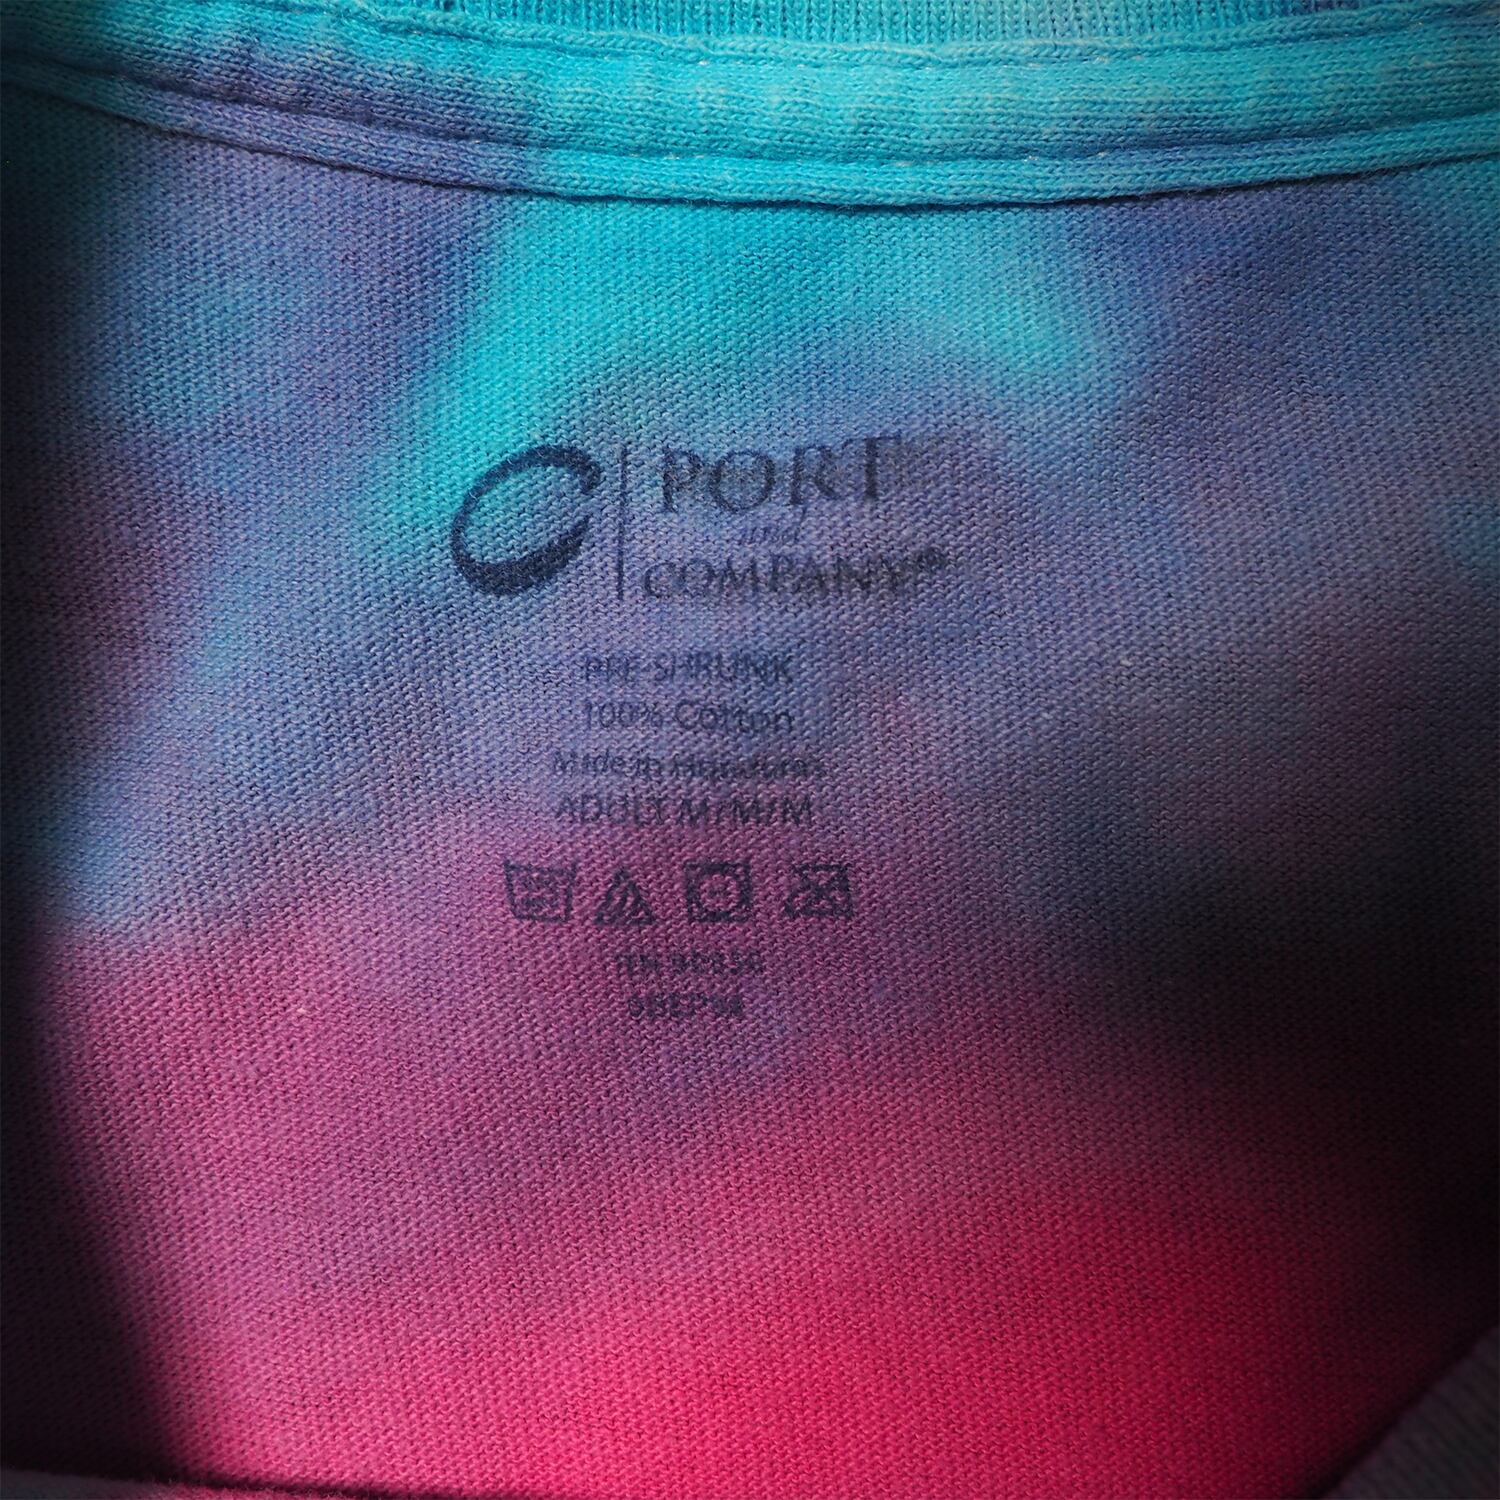 PORT
and
COMPANY®
PRE-SHRUNK
100% Cotton
Made in Honduras
ADULT M/M/M